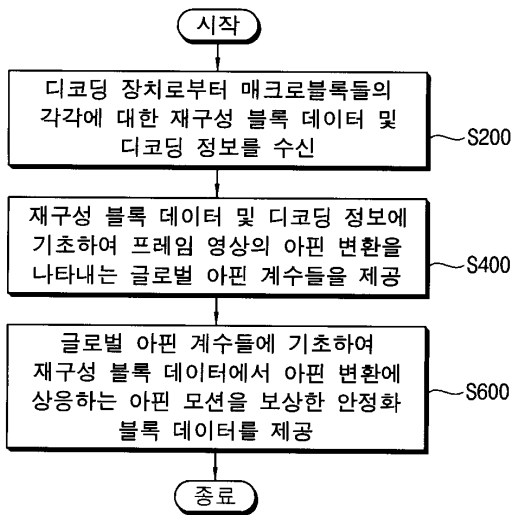 시작
디코딩 장치로부터 매크로블록들의
각각에 대한 재구성 블록 데이터 및
디코딩 정보를 수신
S200
재구성 블록 데이터 및 디코딩 정보에
기초하여 프레임 영상의 아핀 변환을
나타내는 글로벌 아핀 계수들을 제공
S400
글로벌 아핀 계수들에 기초하여
재구성 블록 데이터에서 아핀 변환에
상응하는 아핀 모션을 보상한 안정화
블록 데이터를 제공
S600
종료